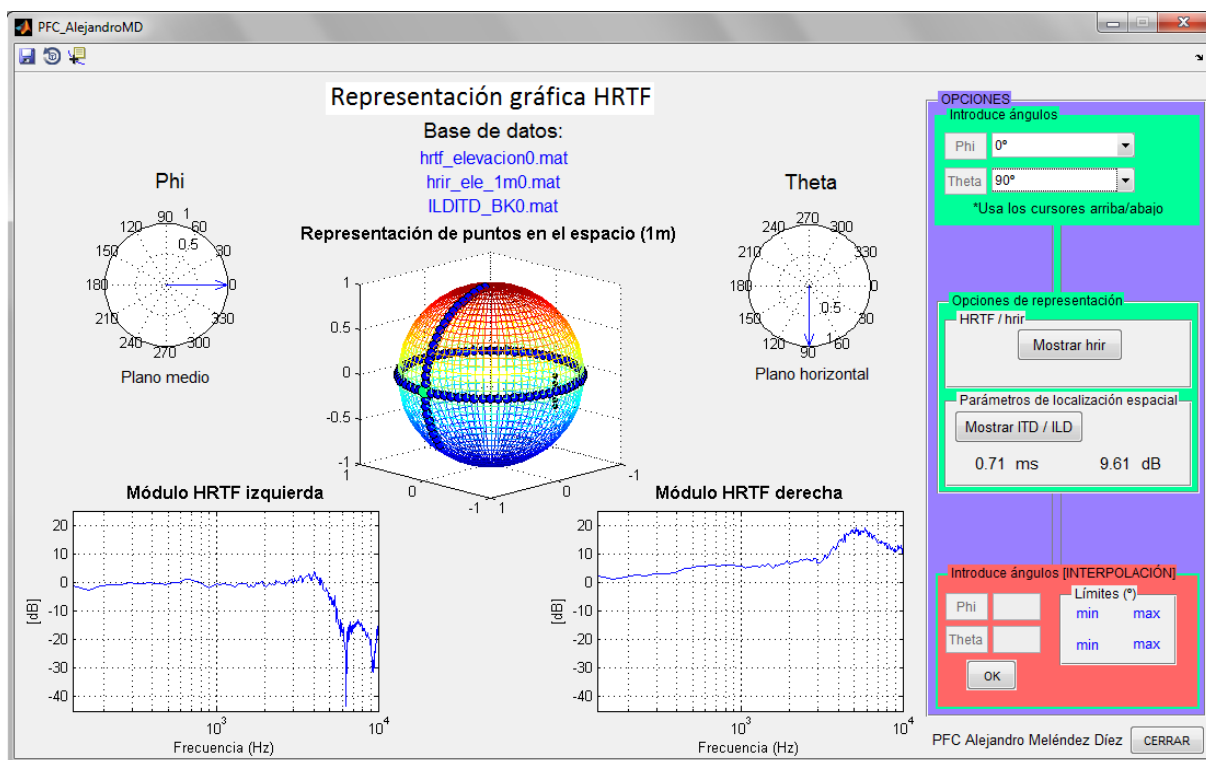 PFC_AlejandroMD
Representación gráfica HRTF
Base de datos:
hrtf_elevacion0.mat
hrir_ele_1m0.mat
ILDITD_BK0.mat
Phi
90 1
120 60
0.5
150 30
180 0
210 330
240 300
270
Plano medio
Representación de puntos en el espacio (1m)
1
0.5
0
-0.5
-1
1
0
-1
1
0
-1
Theta
270
240 300
210 330
180 0
0.5
150 30
120 1 60
90
Plano horizontal
Módulo HRTF izquierda
20
10
0
-10
-20
-30
-40
[dB]
10^3
10^4
Frecuencia (Hz)
Módulo HRTF derecha
20
10
0
-10
-20
-30
-40
[dB]
10^3
10^4
Frecuencia (Hz)
OPCIONES
Introduce ángulos
Phi 0º
Theta 90º
*Usa los cursores arriba/abajo
Opciones de representación
HRTF / hrir
Mostrar hrir
Parámetros de localización espacial
Mostrar ITD / ILD
0.71 ms 9.61 dB
Introduce ángulos [INTERPOLACIÓN]
Límites (º)
Phi min max
Theta min max
OK
PFC Alejandro Meléndez Díez CERRAR